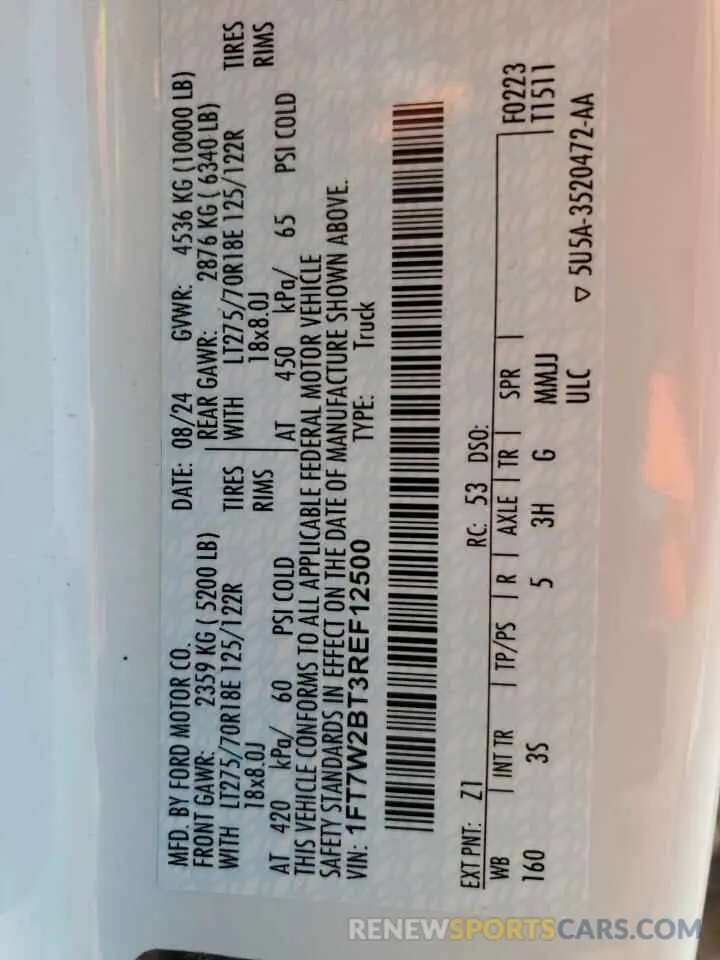 MFD. BY FORD MOTOR CO.
DATE: 08/24 GVWR: 4536 KG (10000 LB)
FRONT GAWR: 2359 KG ( 5200 LB)
REAR GAWR: 2876 KG ( 6340 LB)
WITH LT275/70R18E 125/122R TIRES
WITH LT275/70R18E 125/122R TIRES
18x8.0J RIMS
18x8.0J RIMS
AT 420 kPa/ 60 PSI COLD
AT 450 kPa/ 65 PSI COLD
THIS VEHICLE CONFORMS TO ALL APPLICABLE FEDERAL MOTOR VEHICLE
SAFETY STANDARDS IN EFFECT ON THE DATE OF MANUFACTURE SHOWN ABOVE.
VIN: 1FT7W2BT3REF12500 TYPE: Truck
EXT PNT: Z1 RC: 53 DSO:
WB INT TR TP/PS R AXLE TR SPR F0223
160 3S 5 3H G MMJJ T1511
ULC ▽ 5U5A-3520472-AA
RENEWSPORTSCARS.COM